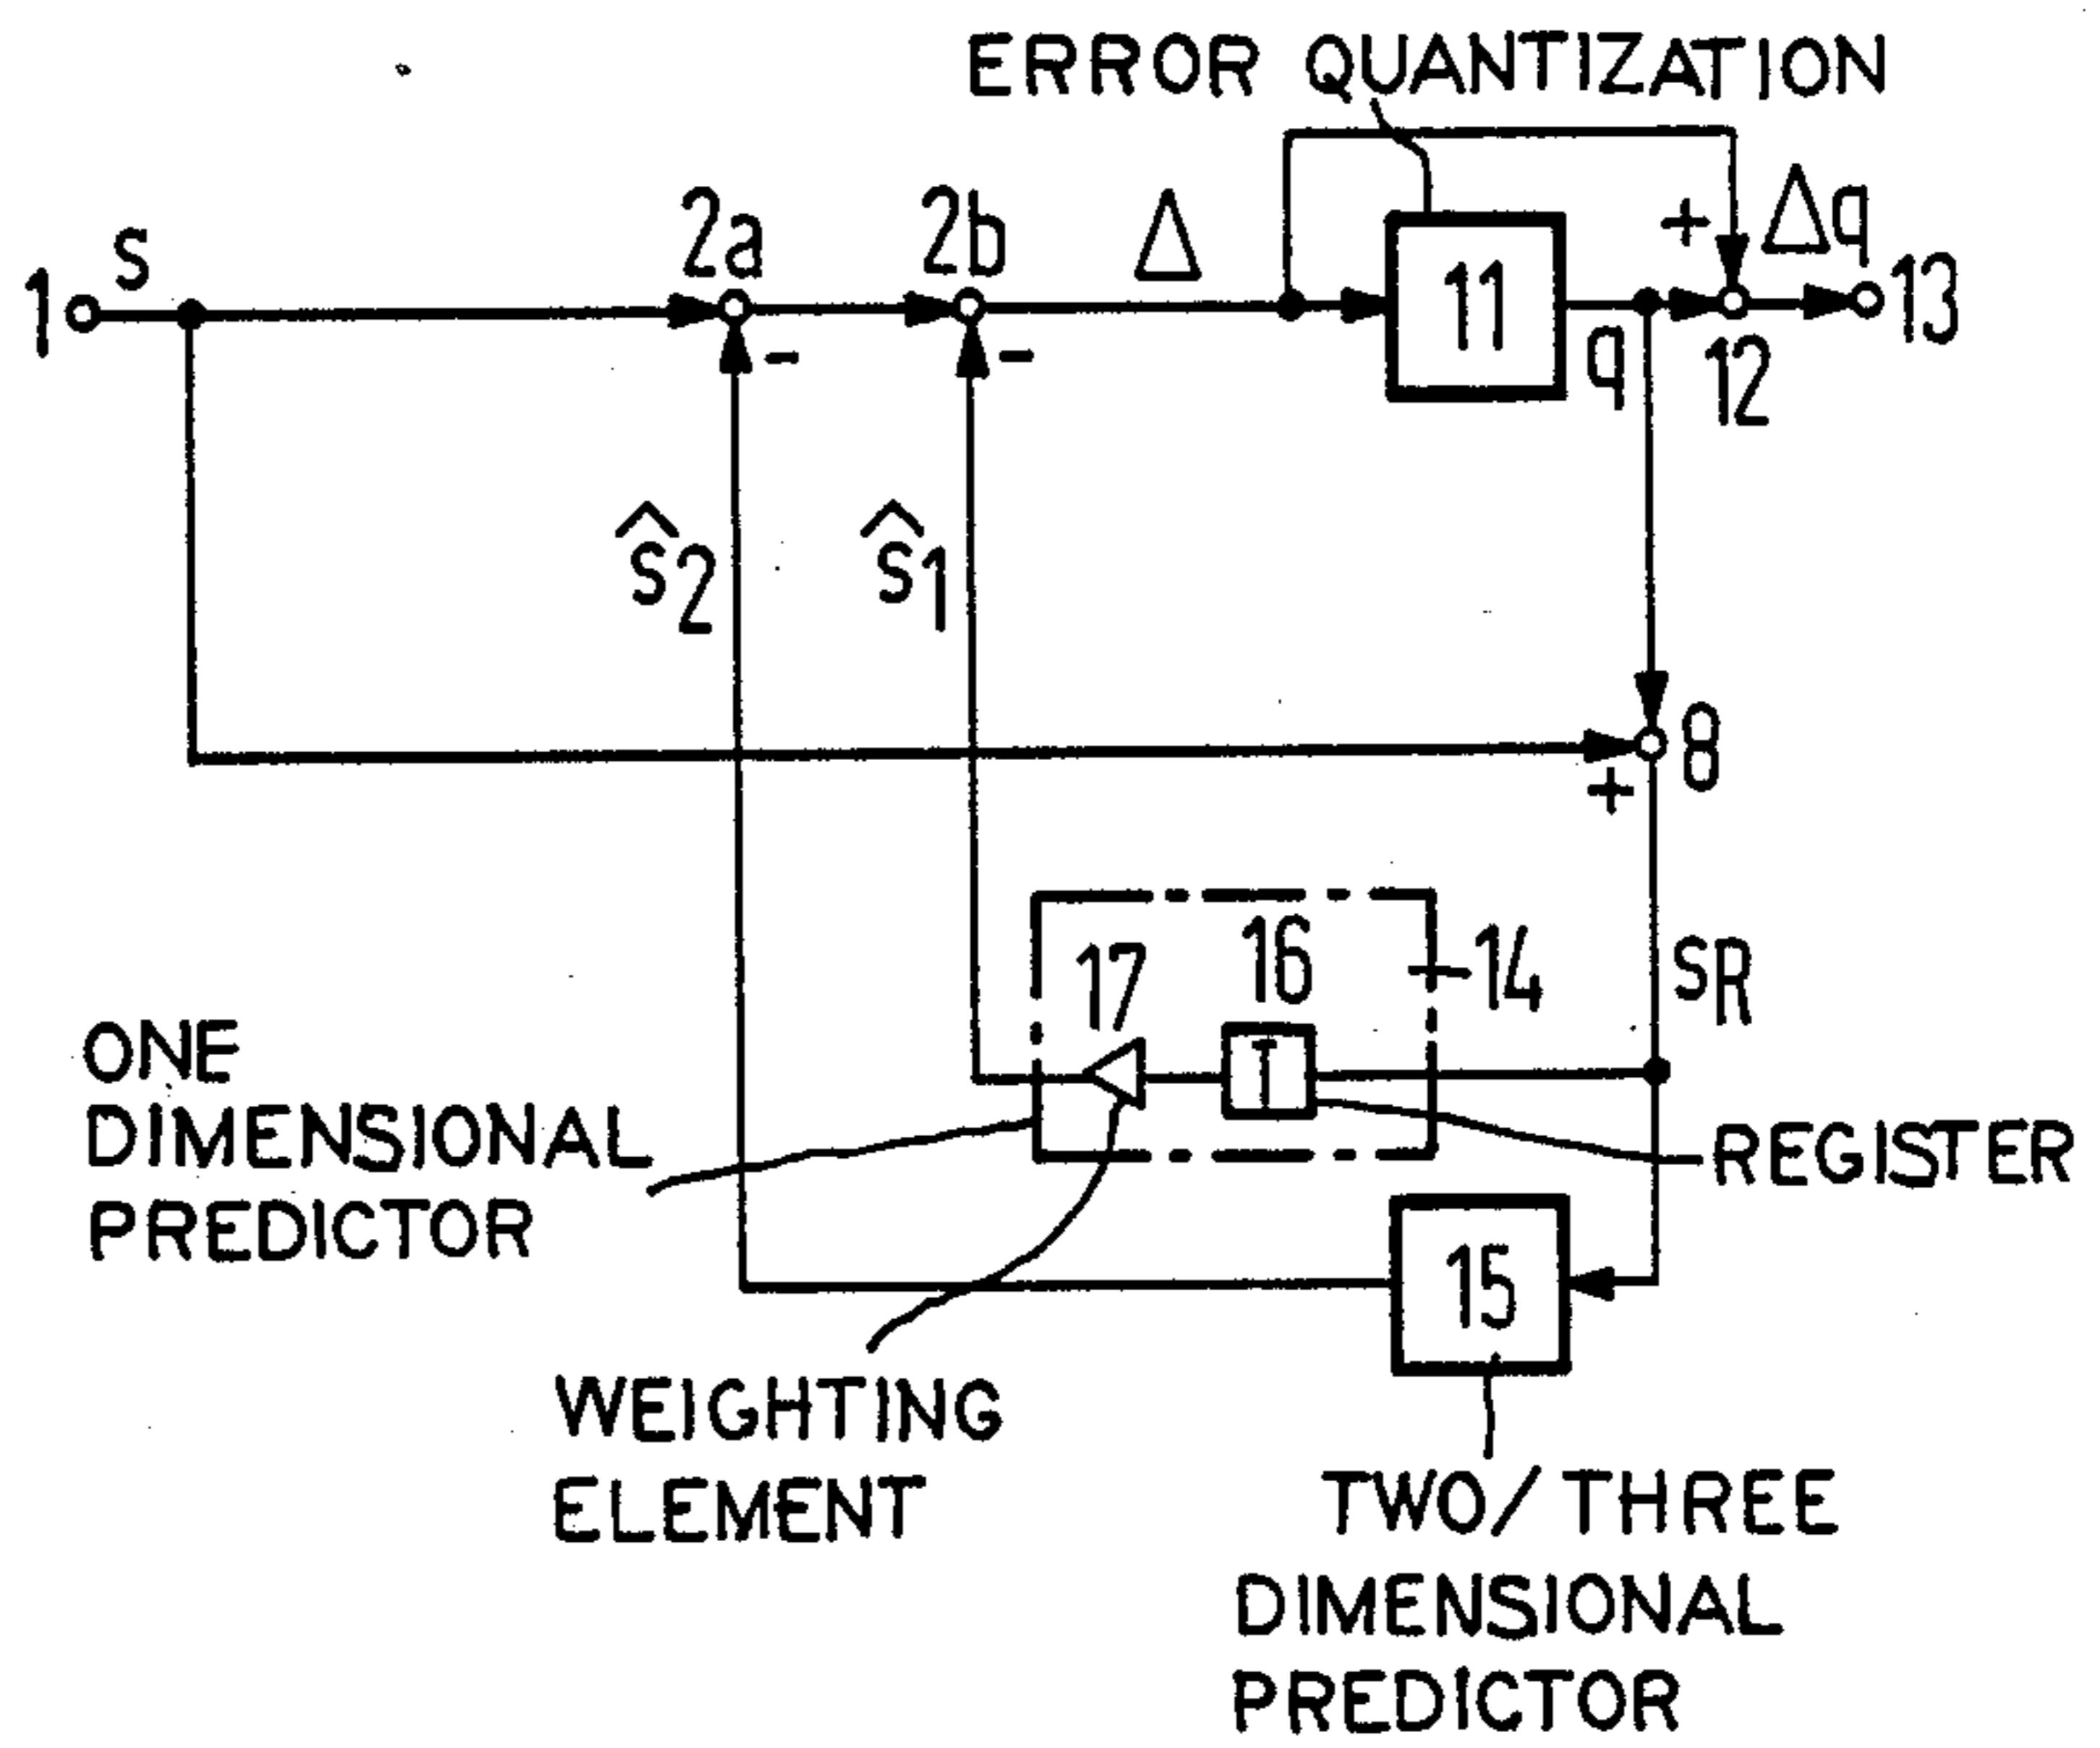 ERROR QUANTIZATION
1 s 2a 2b Δ 11 q + Δq 12 13
- -
ŝ2 ŝ1
+ 8
17 16 14 sR
T
ONE
DIMENSIONAL
PREDICTOR
REGISTER
15
WEIGHTING
ELEMENT
TWO/THREE
DIMENSIONAL
PREDICTOR